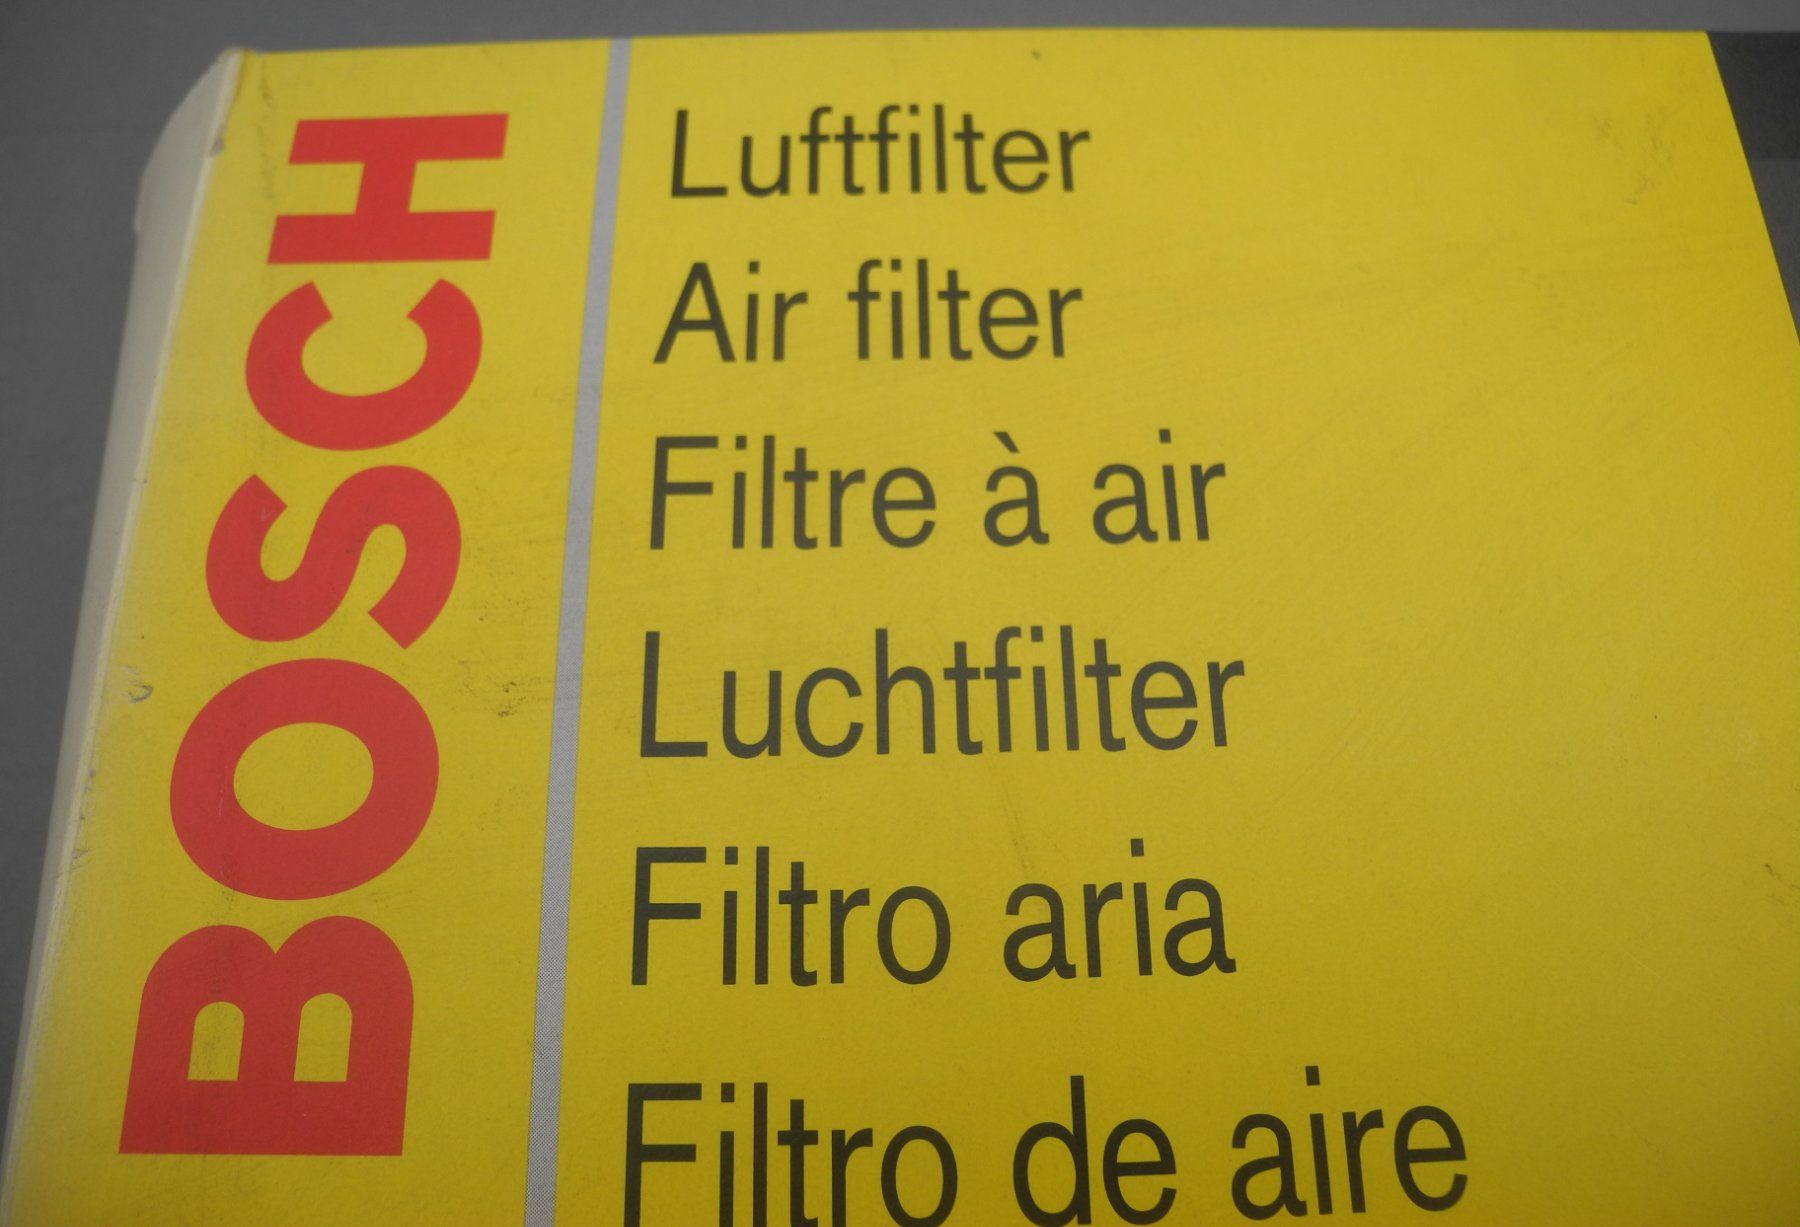 BOSCH
Luftfilter
Air filter
Filtre à air
Luchtfilter
Filtro aria
Filtro de aire